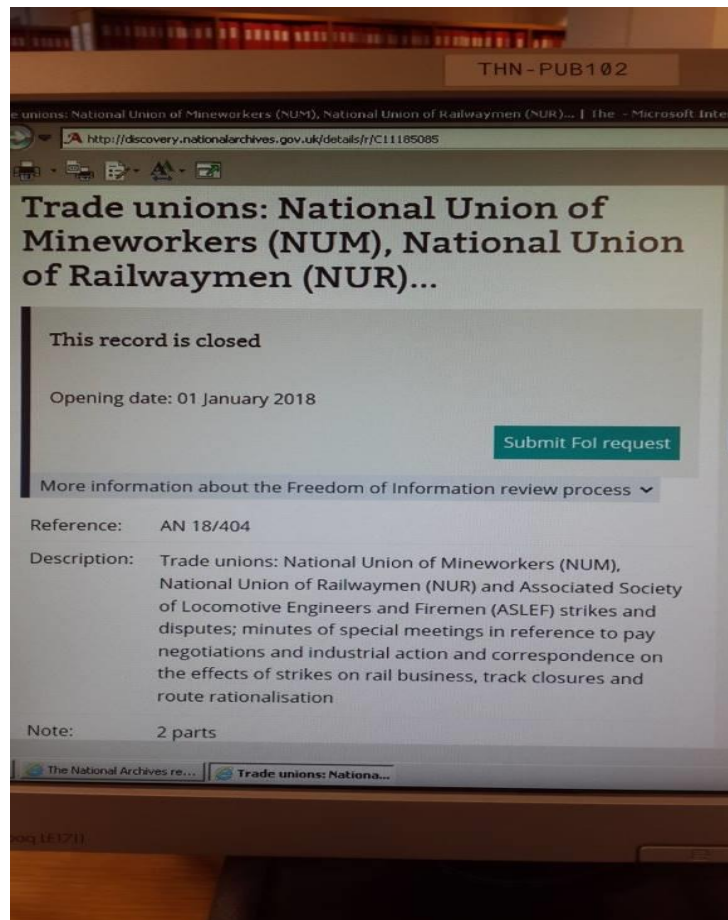 THN-PUB102
e unions: National Union of Mineworkers (NUM), National Union of Railwaymen (NUR)... | The - Microsoft Inte
http://discovery.nationalarchives.gov.uk/details/r/C11185085
Trade unions: National Union of
Mineworkers (NUM), National Union
of Railwaymen (NUR)...
This record is closed
Opening date: 01 January 2018
Submit FoI request
More information about the Freedom of Information review process
Reference: AN 18/404
Description: Trade unions: National Union of Mineworkers (NUM),
National Union of Railwaymen (NUR) and Associated Society
of Locomotive Engineers and Firemen (ASLEF) strikes and
disputes; minutes of special meetings in reference to pay
negotiations and industrial action and correspondence on
the effects of strikes on rail business, track closures and
route rationalisation
Note: 2 parts
The National Archives re... Trade unions: Nationa...